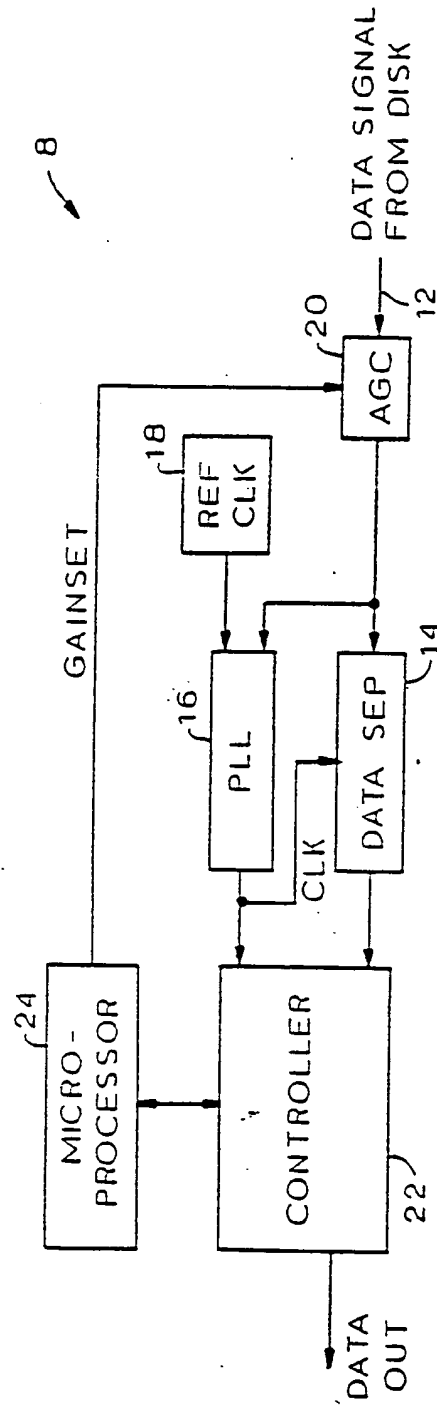 8
24
MICRO-
PROCESSOR
GAINSET
18
REF
CLK
20
AGC
12
DATA SIGNAL
FROM DISK
16
PLL
CLK
DATA SEP
14
CONTROLLER
22
DATA
OUT